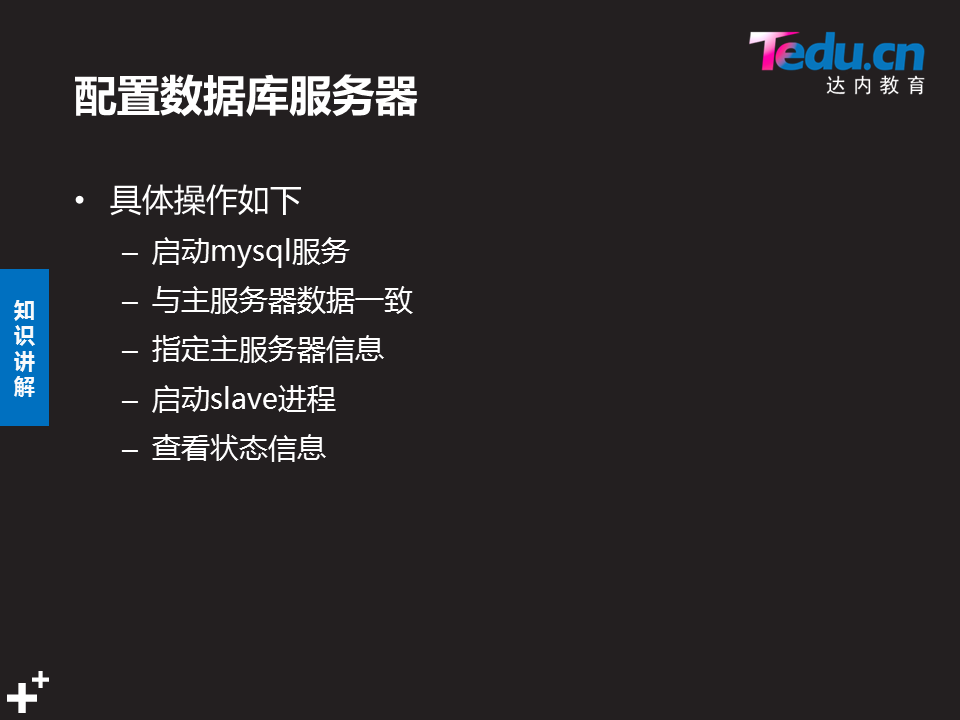 Tedu.cn
达内教育
配置数据库服务器
• 具体操作如下
– 启动mysql服务
– 与主服务器数据一致
– 指定主服务器信息
– 启动slave进程
– 查看状态信息
知
识
讲
解